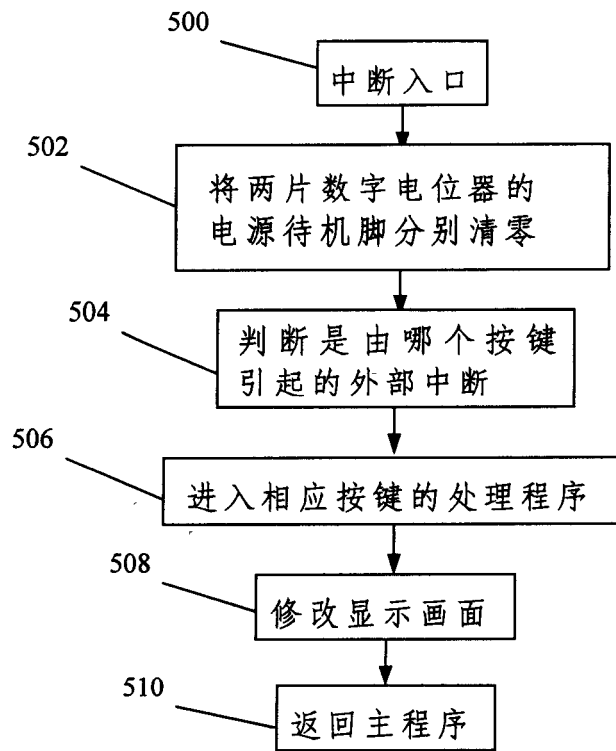 500
中断入口
502
将两片数字电位器的
电源待机脚分别清零
504
判断是由哪个按键
引起的外部中断
506
进入相应按键的处理程序
508
修改显示画面
510
返回主程序